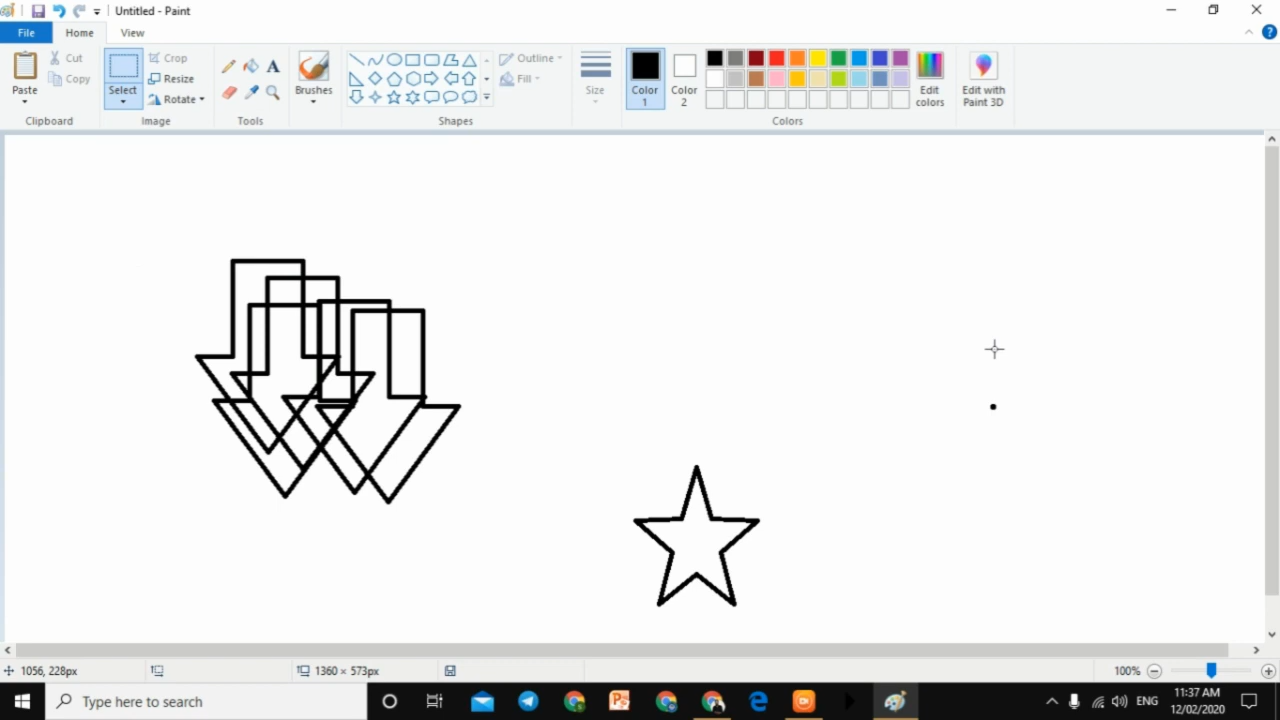 Untitled - Paint
File
Home
View
Paste
Cut
Copy
Clipboard
Select
Crop
Resize
Rotate
Image
Tools
Brushes
Outline
Fill
Shapes
Size
Color 1
Color 2
Edit colors
Colors
Edit with Paint 3D
1056, 228px
1360 × 573px
100%
Type here to search
ENG
11:37 AM
12/02/2020